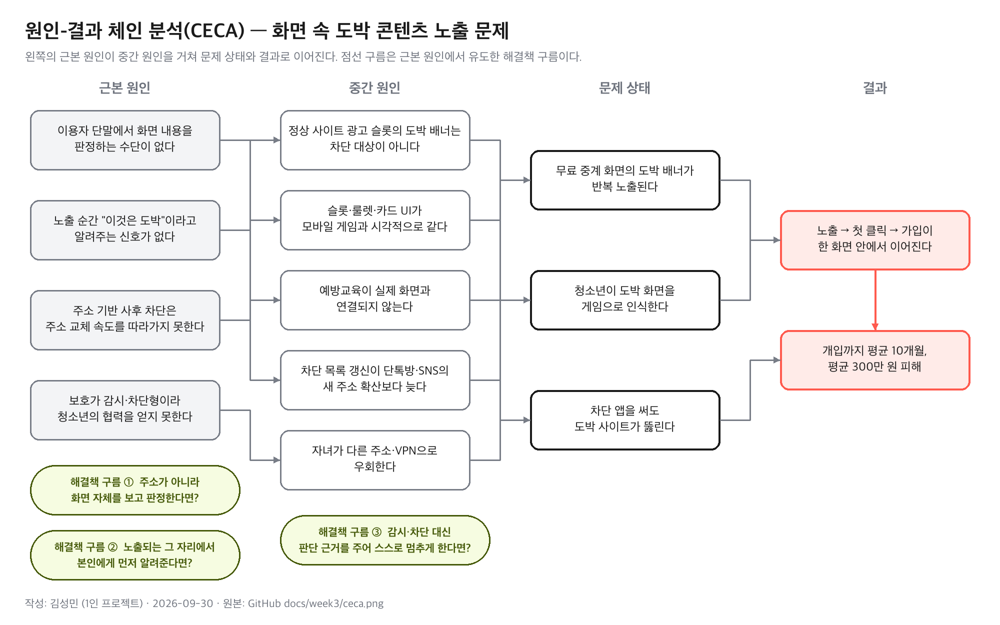 원인-결과 체인 분석(CECA) — 화면 속 도박 콘텐츠 노출 문제
왼쪽의 근본 원인이 중간 원인을 거쳐 문제 상태와 결과로 이어진다. 점선 구름은 근본 원인에서 유도한 해결책 구름이다.
근본 원인
이용자 단말에서 화면 내용을
판정하는 수단이 없다
노출 순간 "이것은 도박"이라고
알려주는 신호가 없다
주소 기반 사후 차단은
주소 교체 속도를 따라가지 못한다
보호가 감시·차단형이라
청소년의 협력을 얻지 못한다
해결책 구름 ① 주소가 아니라
화면 자체를 보고 판정한다면?
해결책 구름 ② 노출되는 그 자리에서
본인에게 먼저 알려준다면?
중간 원인
정상 사이트 광고 슬롯의 도박 배너는
차단 대상이 아니다
슬롯·룰렛·카드 UI가
모바일 게임과 시각적으로 같다
예방교육이 실제 화면과
연결되지 않는다
차단 목록 갱신이 단톡방·SNS의
새 주소 확산보다 늦다
자녀가 다른 주소·VPN으로
우회한다
해결책 구름 ③ 감시·차단 대신
판단 근거를 주어 스스로 멈추게 한다면?
문제 상태
무료 중계 화면의 도박 배너가
반복 노출된다
청소년이 도박 화면을
게임으로 인식한다
차단 앱을 써도
도박 사이트가 뚫린다
결과
노출 → 첫 클릭 → 가입이
한 화면 안에서 이어진다
개입까지 평균 10개월,
평균 300만 원 피해
작성: 김성민 (1인 프로젝트) · 2026-09-30 · 원본: GitHub docs/week3/ceca.png